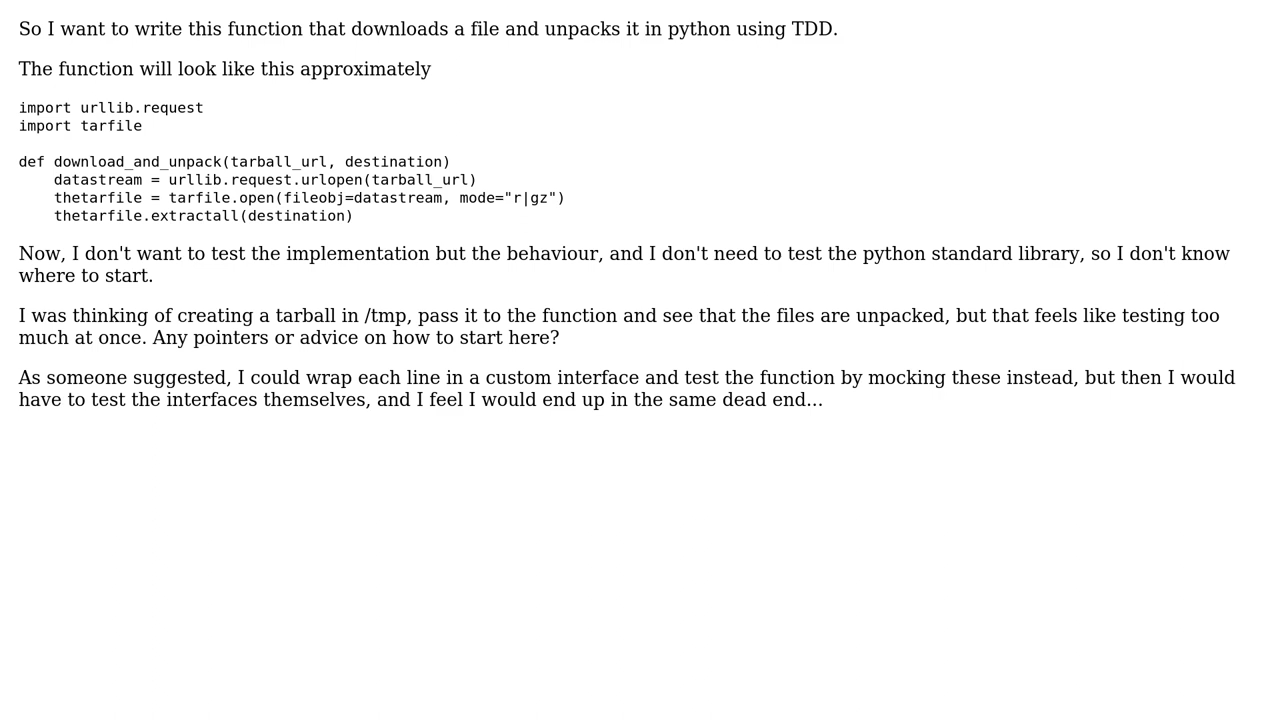 So I want to write this function that downloads a file and unpacks it in python using TDD.
The function will look like this approximately
import urllib.request
import tarfile
def download_and_unpack(tarball_url, destination)
    datastream = urllib.request.urlopen(tarball_url)
    thetarfile = tarfile.open(fileobj=datastream, mode="r|gz")
    thetarfile.extractall(destination)
Now, I don't want to test the implementation but the behaviour, and I don't need to test the python standard library, so I don't know
where to start.
I was thinking of creating a tarball in /tmp, pass it to the function and see that the files are unpacked, but that feels like testing too
much at once. Any pointers or advice on how to start here?
As someone suggested, I could wrap each line in a custom interface and test the function by mocking these instead, but then I would
have to test the interfaces themselves, and I feel I would end up in the same dead end...